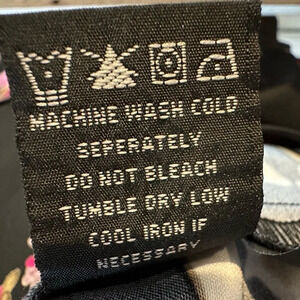 MACHINE WASH COLD
SEPERATELY
DO NOT BLEACH
TUMBLE DRY LOW
COOL IRON IF
NECESSARY